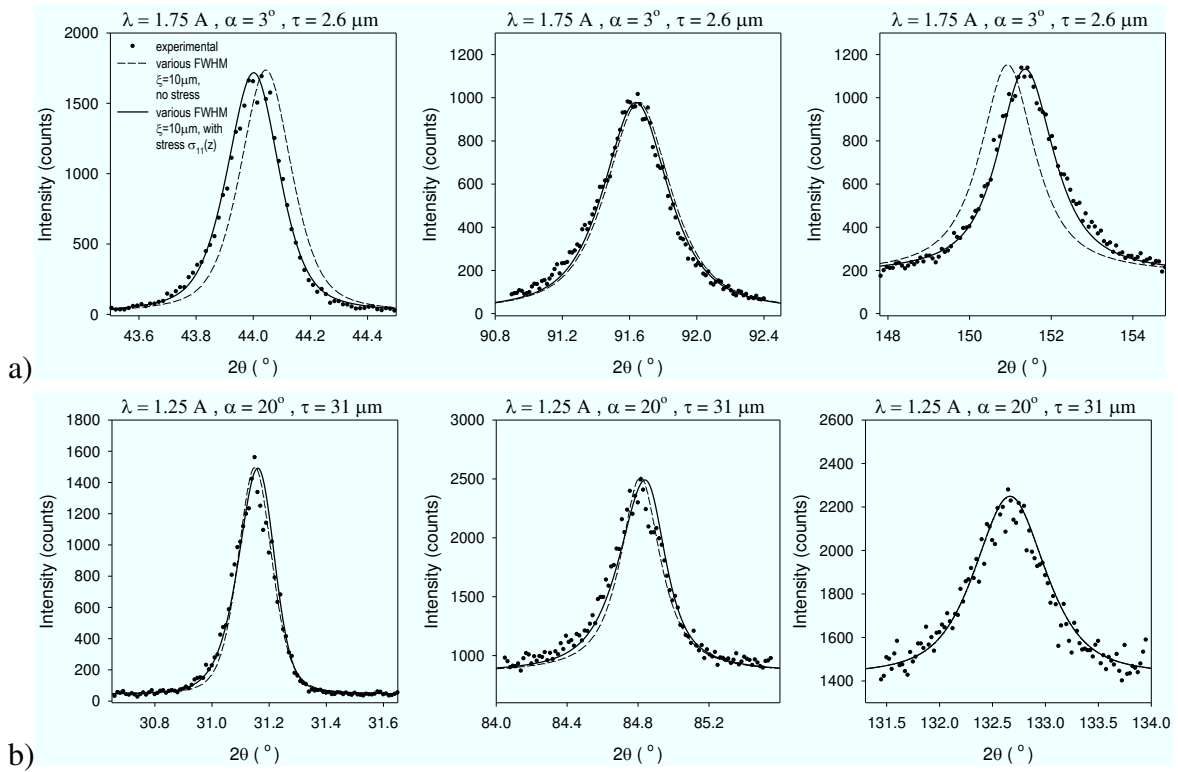 λ = 1.75 A , α = 3° , τ = 2.6 μm
λ = 1.75 A , α = 3° , τ = 2.6 μm
λ = 1.75 A , α = 3° , τ = 2.6 μm
2000
1500
1000
500
0
Intensity (counts)
experimental
various FWHM
ξ=10μm,
no stress
various FWHM
ξ=10μm, with
stress σ₁₁(z)
43.6 43.8 44.0 44.2 44.4
2θ ( ° )
1200
1000
800
600
400
200
0
Intensity (counts)
90.8 91.2 91.6 92.0 92.4
2θ ( ° )
1200
1000
800
600
400
200
0
Intensity (counts)
148 150 152 154
2θ ( ° )
a)
λ = 1.25 A , α = 20° , τ = 31 μm
λ = 1.25 A , α = 20° , τ = 31 μm
λ = 1.25 A , α = 20° , τ = 31 μm
1800
1600
1400
1200
1000
800
600
400
200
0
Intensity (counts)
30.8 31.0 31.2 31.4 31.6
2θ ( ° )
3000
2500
2000
1500
1000
Intensity (counts)
84.0 84.4 84.8 85.2
2θ ( ° )
2600
2400
2200
2000
1800
1600
1400
Intensity (counts)
131.5 132.0 132.5 133.0 133.5 134.0
2θ ( ° )
b)